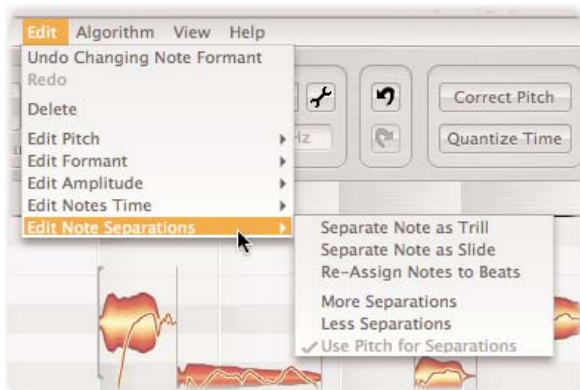 Edit Algorithm View Help
Undo Changing Note Formant
Redo
Delete
Edit Pitch
Edit Formant
Edit Amplitude
Edit Notes Time
Edit Note Separations
Hz
Correct Pitch
Quantize Time
Separate Note as Trill
Separate Note as Slide
Re-Assign Notes to Beats
More Separations
Less Separations
Use Pitch for Separations